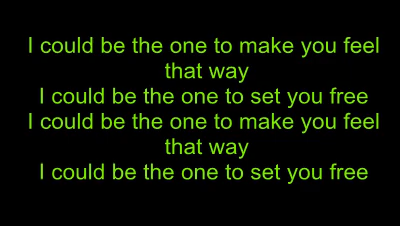 I could be the one to make you feel
that way
I could be the one to set you free
I could be the one to make you feel
that way
I could be the one to set you free